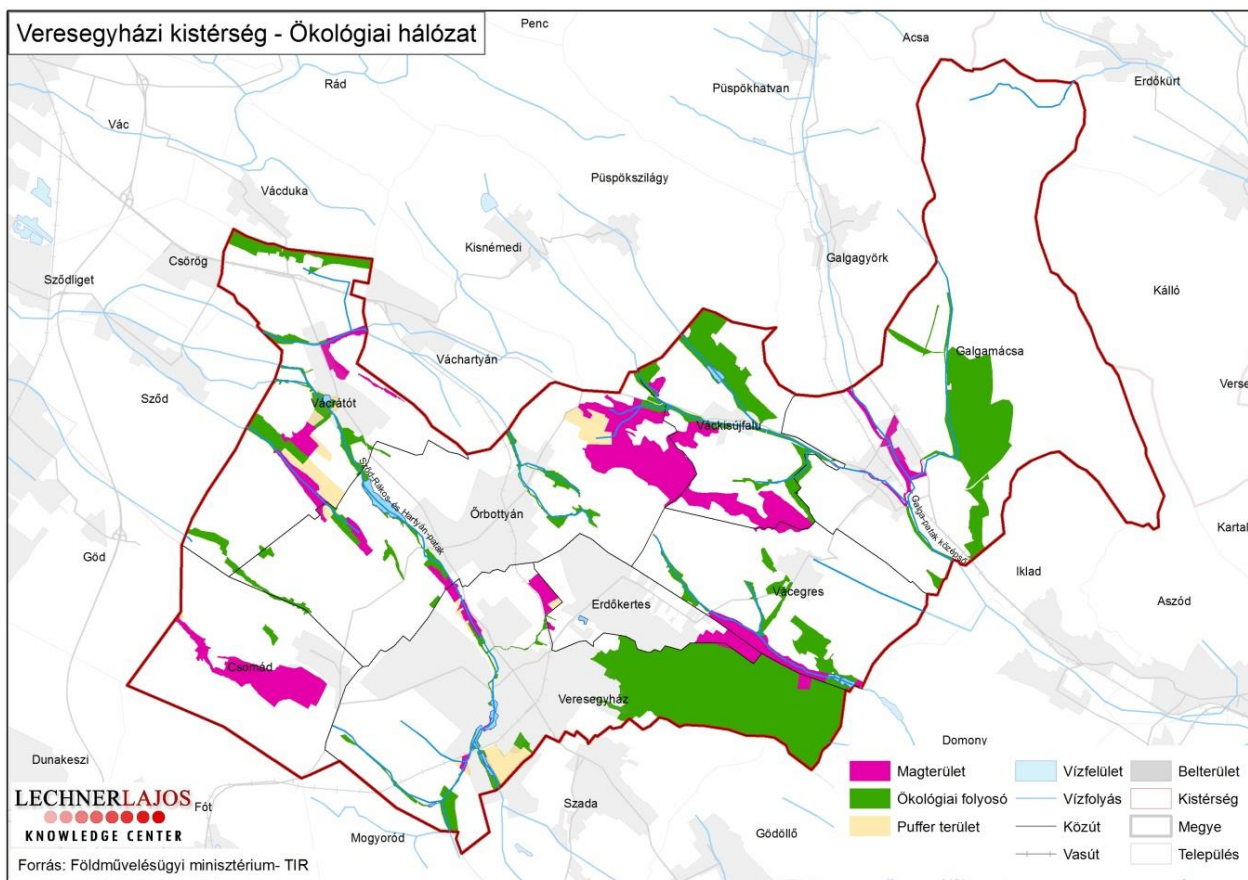 Veresegyházi kistérség - Ökológiai hálózat
Penc
Acsa
Erdőkürt
Rád
Püspökhatvan
Vác
Püspökszilágy
Vácduka
Kisnémedi
Galgagyörk
Csörög
Sződliget
Kálló
Galgamácsa
Váchartyán
Verse
Sződ
Vácrátót
Váckisújfalu
Sződ-Rákos-és Hartyán-patak
Őrbottyán
Galga-patak középső
Kartal
Göd
Iklad
Erdőkertes
Vácegres
Aszód
Csomád
Veresegyház
Domony
Dunakeszi
Fót
Szada
Mogyoród
Gödöllő
Magterület
Ökológiai folyosó
Puffer terület
Vízfelület
Vízfolyás
Közút
Vasút
Belterület
Kistérség
Megye
Település
LECHNERLAJOS
KNOWLEDGE CENTER
Forrás: Földművelésügyi minisztérium- TIR